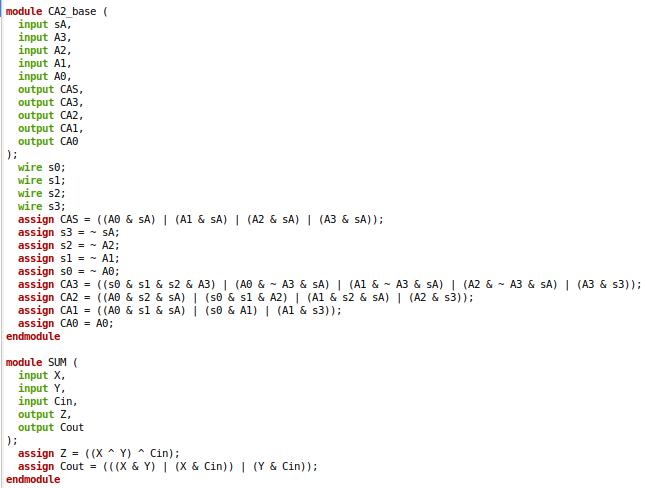 module CA2_base (
  input sA,
  input A3,
  input A2,
  input A1,
  input A0,
  output CAS,
  output CA3,
  output CA2,
  output CA1,
  output CA0
);
  wire s0;
  wire s1;
  wire s2;
  wire s3;
  assign CAS = ((A0 & sA) | (A1 & sA) | (A2 & sA) | (A3 & sA));
  assign s3 = ~ sA;
  assign s2 = ~ A2;
  assign s1 = ~ A1;
  assign s0 = ~ A0;
  assign CA3 = ((s0 & s1 & s2 & A3) | (A0 & ~ A3 & sA) | (A1 & ~ A3 & sA) | (A2 & ~ A3 & sA) | (A3 & s3));
  assign CA2 = ((A0 & s2 & sA) | (s0 & s1 & A2) | (A1 & s2 & sA) | (A2 & s3));
  assign CA1 = ((A0 & s1 & sA) | (s0 & A1) | (A1 & s3));
  assign CA0 = A0;
endmodule

module SUM (
  input X,
  input Y,
  input Cin,
  output Z,
  output Cout
);
  assign Z = ((X ^ Y) ^ Cin);
  assign Cout = (((X & Y) | (X & Cin)) | (Y & Cin));
endmodule